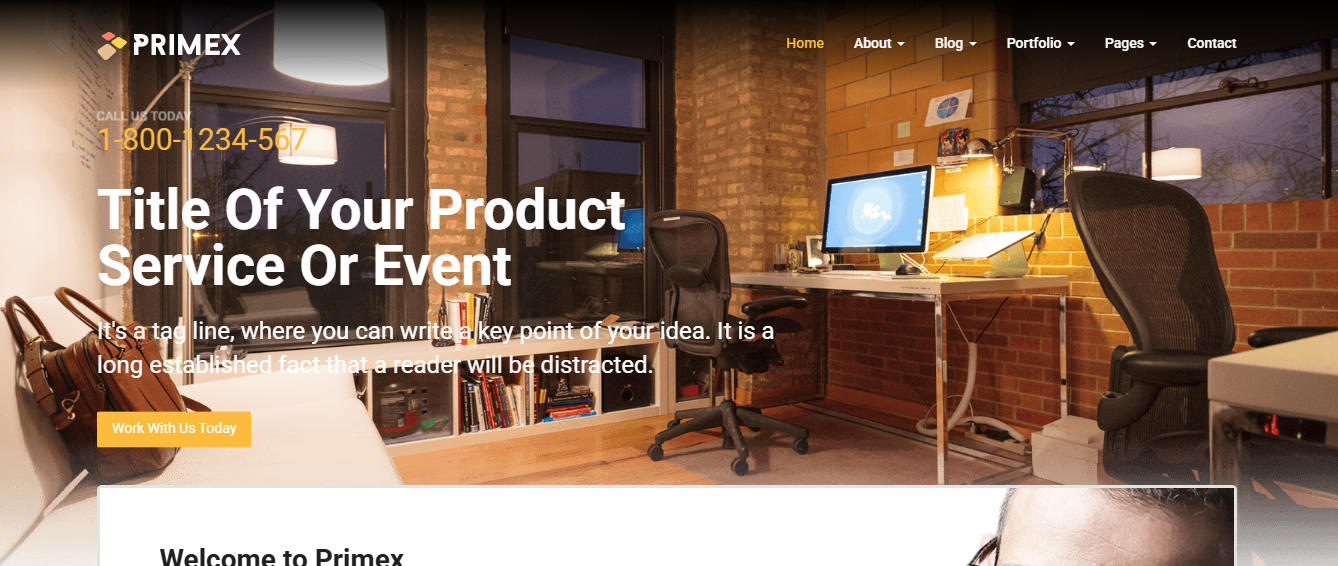 PRIMEX
Home About Blog Portfolio Pages Contact
CALL US TODAY
1-800-1234-567
Title Of Your Product
Service Or Event
It's a tag line, where you can write a key point of your idea. It is a
long established fact that a reader will be distracted.
Work With Us Today
Welcome to Primex